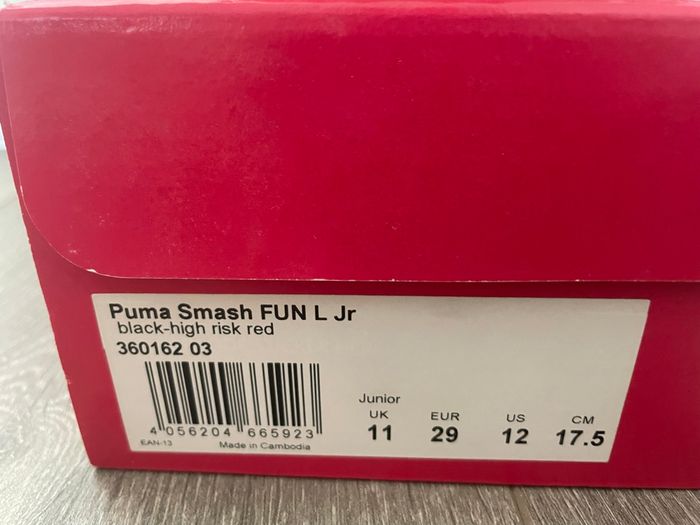 Puma Smash FUN L Jr
black-high risk red
360162 03
4 056204 665923
EAN-13
Made in Cambodia
Junior
UK EUR US CM
11 29 12 17.5